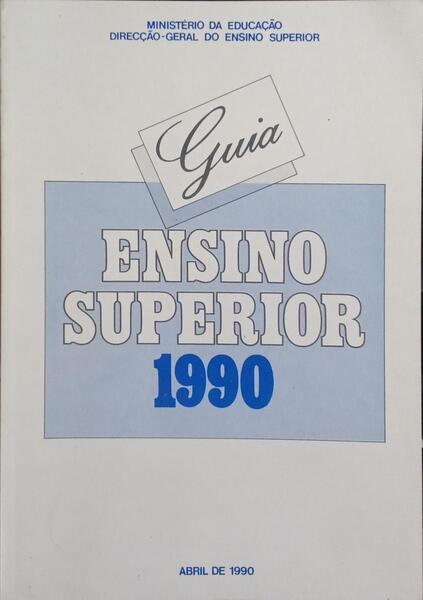 MINISTÉRIO DA EDUCAÇÃO
DIRECÇÃO-GERAL DO ENSINO SUPERIOR
Guia
ENSINO
SUPERIOR
1990
ABRIL DE 1990